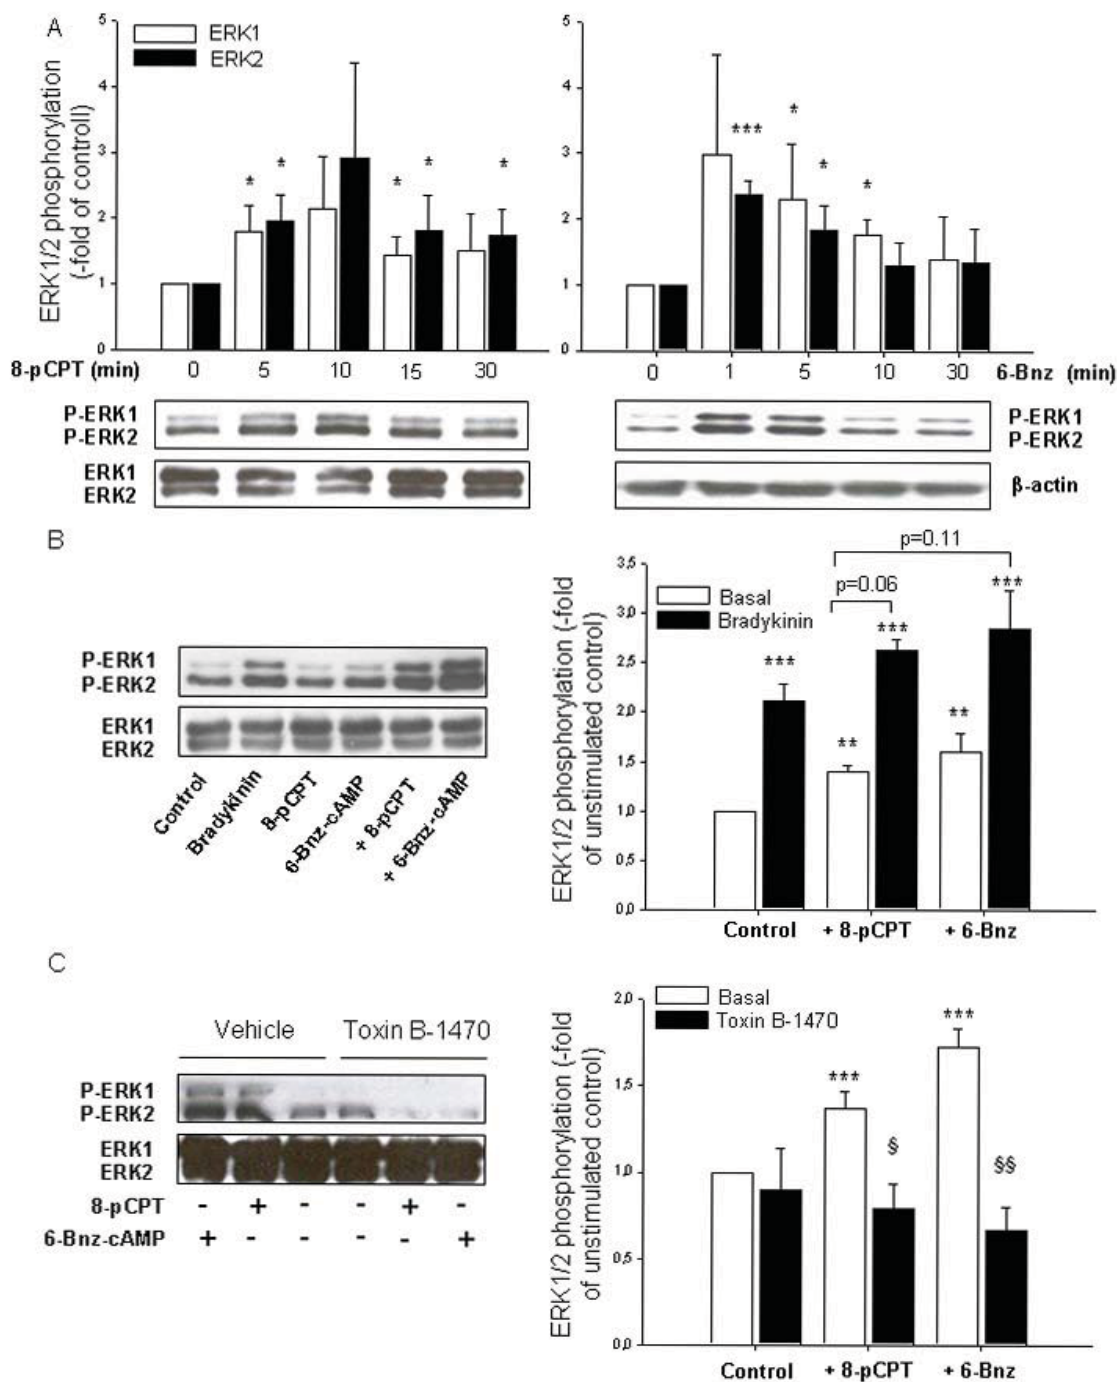 A
ERK1
ERK2
ERK1/2 phosphorylation
(-fold of controll)
5
4
3
2
1
0
* * * * *
8-pCPT (min) 0 5 10 15 30
5
4
3
2
1
0
*** * * *
0 1 5 10 30 6-Bnz (min)
P-ERK1
P-ERK2
ERK1
ERK2
P-ERK1
P-ERK2
β-actin
B
P-ERK1
P-ERK2
ERK1
ERK2
Control
Bradykinin
8-pCPT
6-Bnz-cAMP
+ 8-pCPT
+ 6-Bnz-cAMP
p=0.11
p=0.06
Basal
Bradykinin
ERK1/2 phosphorylation (-fold
of unstimulated control)
3,5
3,0
2,5
2,0
1,5
1,0
0,5
0,0
*** ** *** ** ***
Control + 8-pCPT + 6-Bnz
C
Vehicle Toxin B-1470
P-ERK1
P-ERK2
ERK1
ERK2
8-pCPT - + - - + -
6-Bnz-cAMP + - - - - +
Basal
Toxin B-1470
ERK1/2 phosphorylation (-fold
of unstimulated control)
2,0
1,5
1,0
0,5
0,0
*** § *** §§
Control + 8-pCPT + 6-Bnz